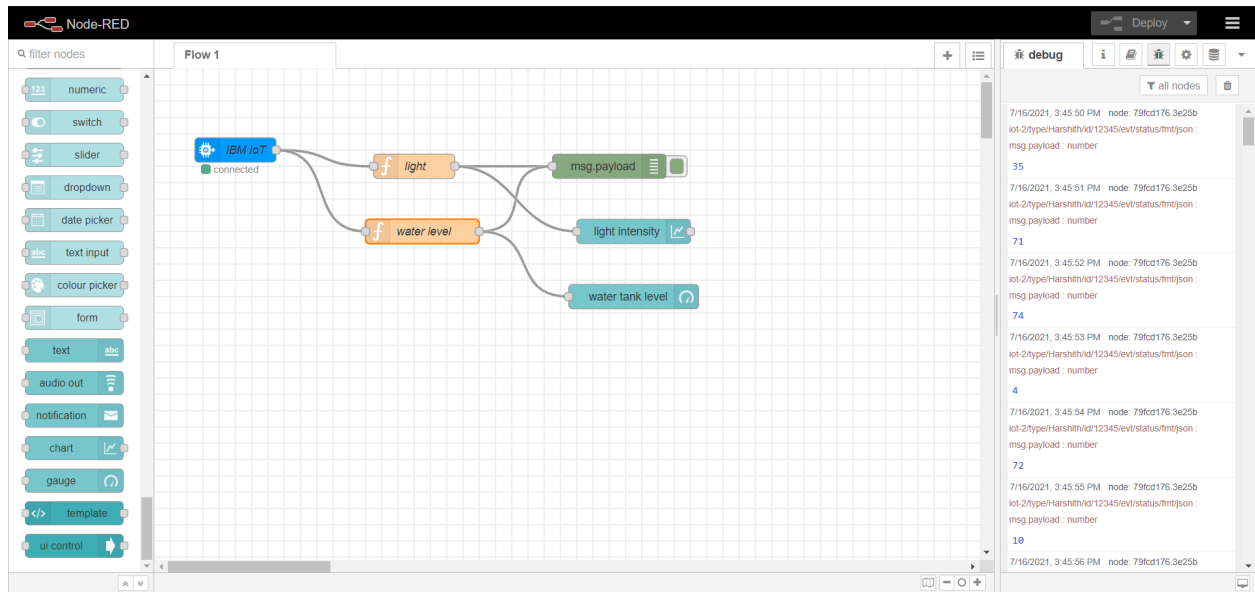 Node-RED
Deploy
filter nodes
Flow 1
debug
i
all nodes
123 numeric
switch
slider
dropdown
date picker
abc text input
colour picker
form
text abc
audio out
notification
chart
gauge
</> template
ui control
IBM IoT
connected
f light
msg.payload
f water level
light intensity
water tank level
7/16/2021, 3:45:50 PM node: 79fcd176.3e25b
iot-2/type/Harshith/id/12345/evt/status/fmt/json :
msg.payload : number
35
7/16/2021, 3:45:51 PM node: 79fcd176.3e25b
iot-2/type/Harshith/id/12345/evt/status/fmt/json :
msg.payload : number
71
7/16/2021, 3:45:52 PM node: 79fcd176.3e25b
iot-2/type/Harshith/id/12345/evt/status/fmt/json :
msg.payload : number
74
7/16/2021, 3:45:53 PM node: 79fcd176.3e25b
iot-2/type/Harshith/id/12345/evt/status/fmt/json :
msg.payload : number
4
7/16/2021, 3:45:54 PM node: 79fcd176.3e25b
iot-2/type/Harshith/id/12345/evt/status/fmt/json :
msg.payload : number
72
7/16/2021, 3:45:55 PM node: 79fcd176.3e25b
iot-2/type/Harshith/id/12345/evt/status/fmt/json :
msg.payload : number
10
7/16/2021, 3:45:56 PM node: 79fcd176.3e25b